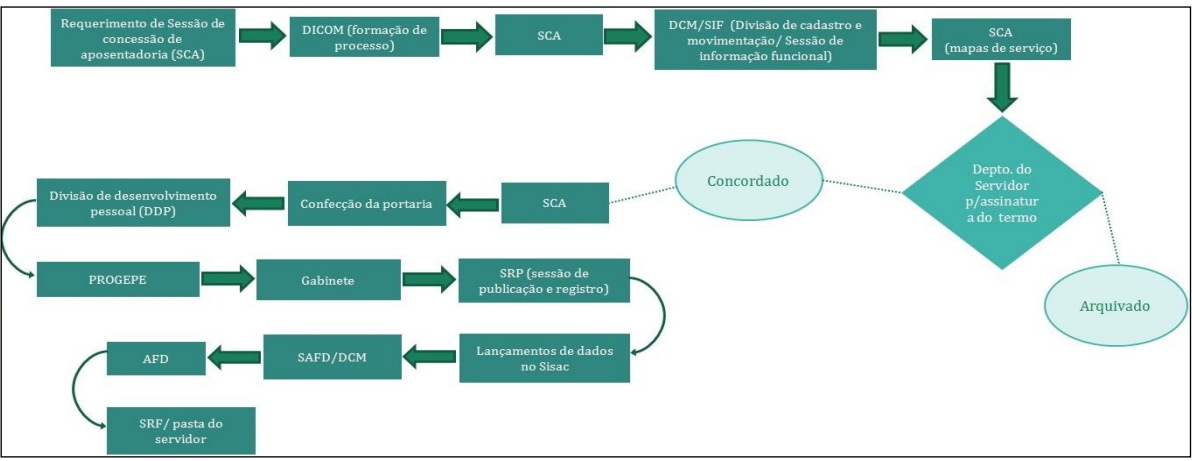 Requerimento de Sessão de
concessão de
aposentadoria (SCA)
DICOM (formação de
processo)
SCA
DCM/SIF (Divisão de cadastro e
movimentação/ Sessão de
informação funcional)
SCA
(mapas de serviço)
Depto. do
Servidor
p/assinatur
a do termo
Concordado
Arquivado
SCA
Confecção da portaria
Divisão de desenvolvimento
pessoal (DDP)
PROGEPE
Gabinete
SRP (sessão de
publicação e registro)
Lançamentos de dados
no Sisac
SAFD/DCM
AFD
SRF/ pasta do
servidor